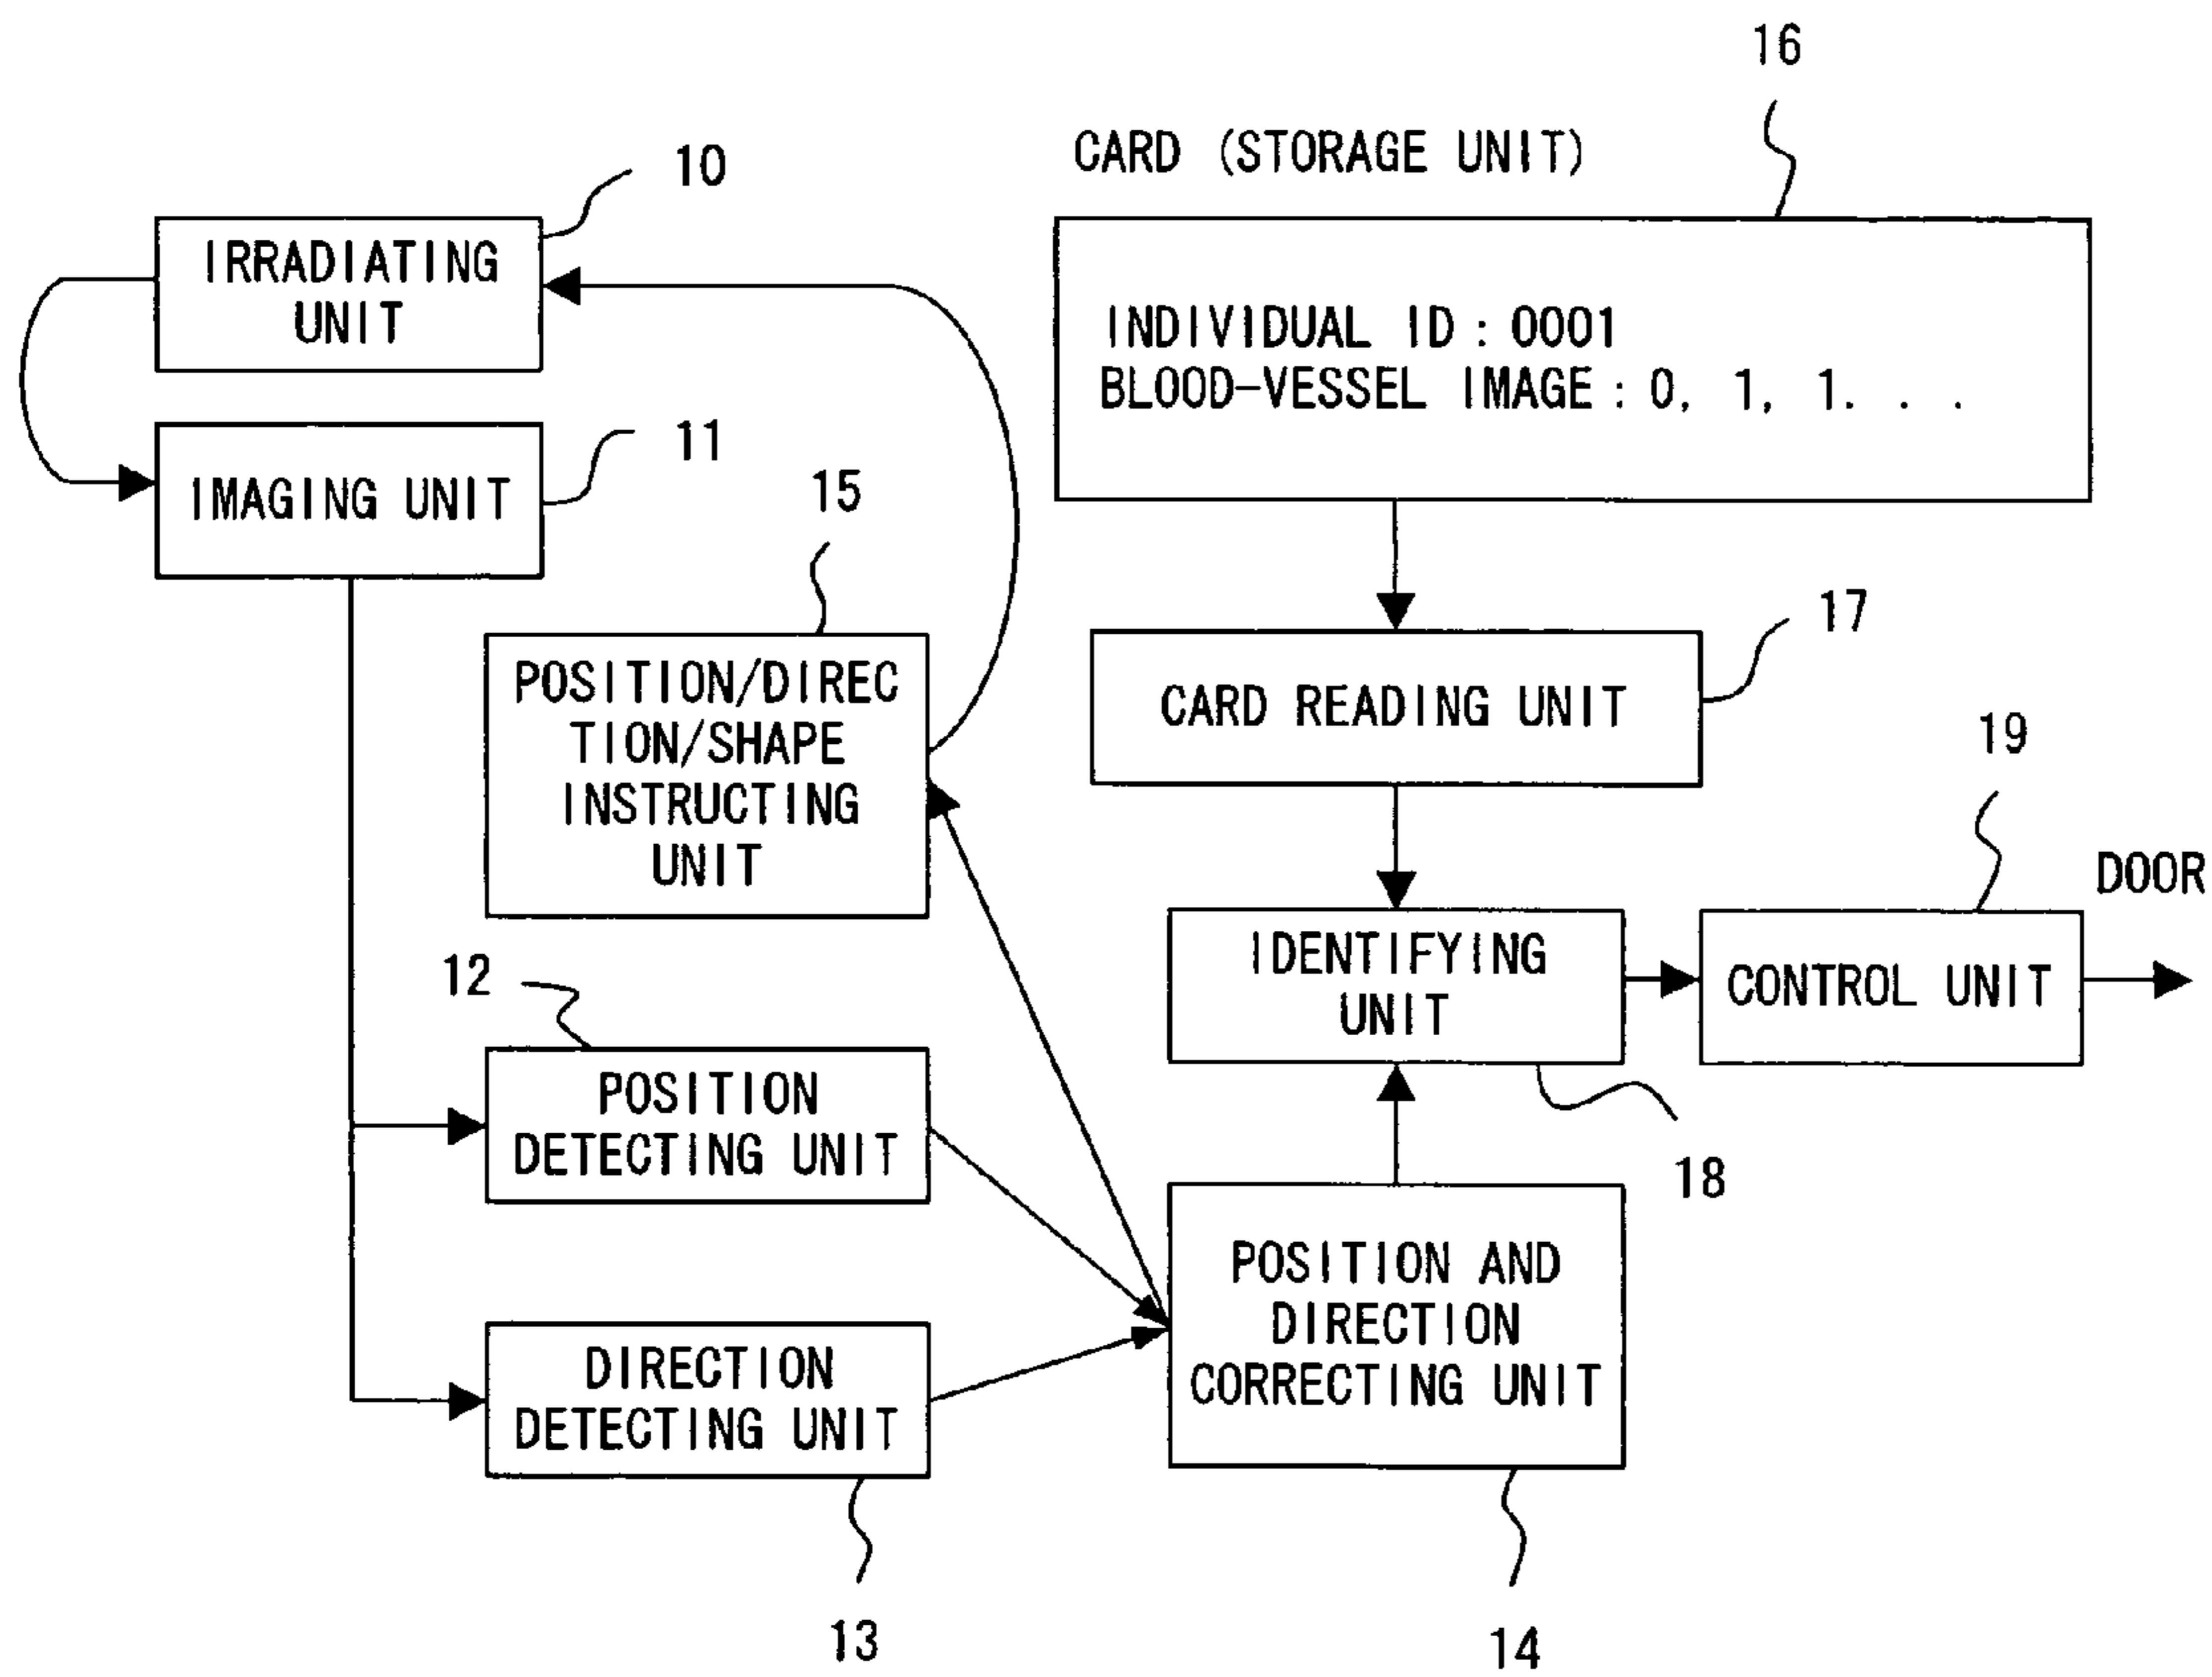 16
CARD (STORAGE UNIT)
10
IRRADIATING
UNIT
INDIVIDUAL ID : 0001
BLOOD-VESSEL IMAGE : 0, 1, 1. . .
11
IMAGING UNIT
15
17
POSITION/DIREC
TION/SHAPE
INSTRUCTING
UNIT
CARD READING UNIT
19
DOOR
12
IDENTIFYING
UNIT
CONTROL UNIT
POSITION
DETECTING UNIT
18
POSITION AND
DIRECTION
CORRECTING UNIT
DIRECTION
DETECTING UNIT
13
14